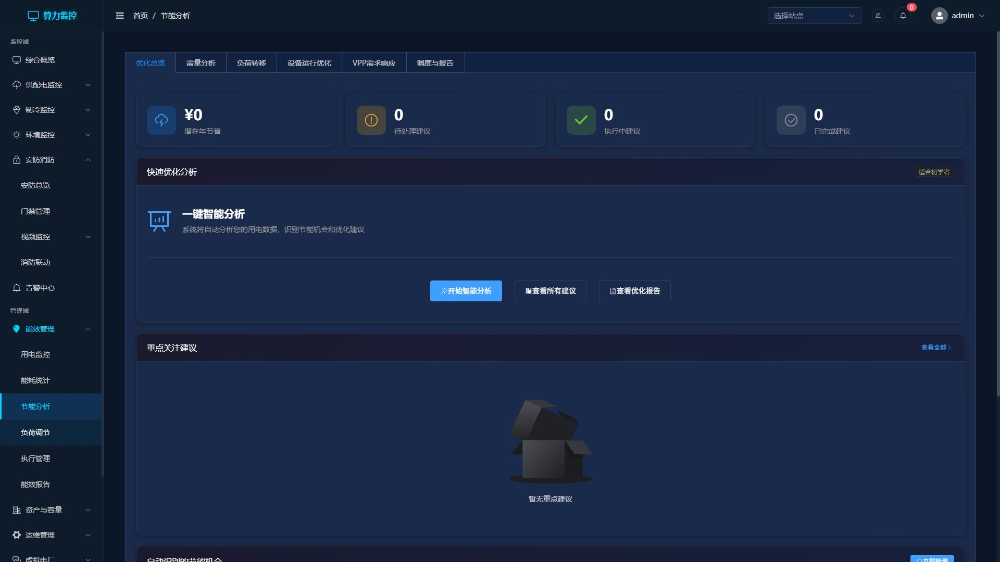 算力监控
首页 / 节能分析
选择站点
0
admin
监控域
综合概览
供配电监控
制冷监控
环境监控
安防消防
安防总览
门禁管理
视频监控
消防联动
告警中心
管理域
能效管理
用电监控
能耗统计
节能分析
负荷调节
执行管理
能效报告
资产与容量
运维管理
虚拟电厂
优化总览
需量分析
负荷转移
设备运行优化
VPP需求响应
调度与报告
¥0
潜在年节省
0
待处理建议
0
执行中建议
0
已完成建议
快速优化分析
适合初学者
一键智能分析
系统将自动分析您的用电数据，识别节能机会和优化建议
开始智能分析
查看所有建议
查看优化报告
重点关注建议
查看全部
暂无重点建议
自动识别的节能机会
立即检测